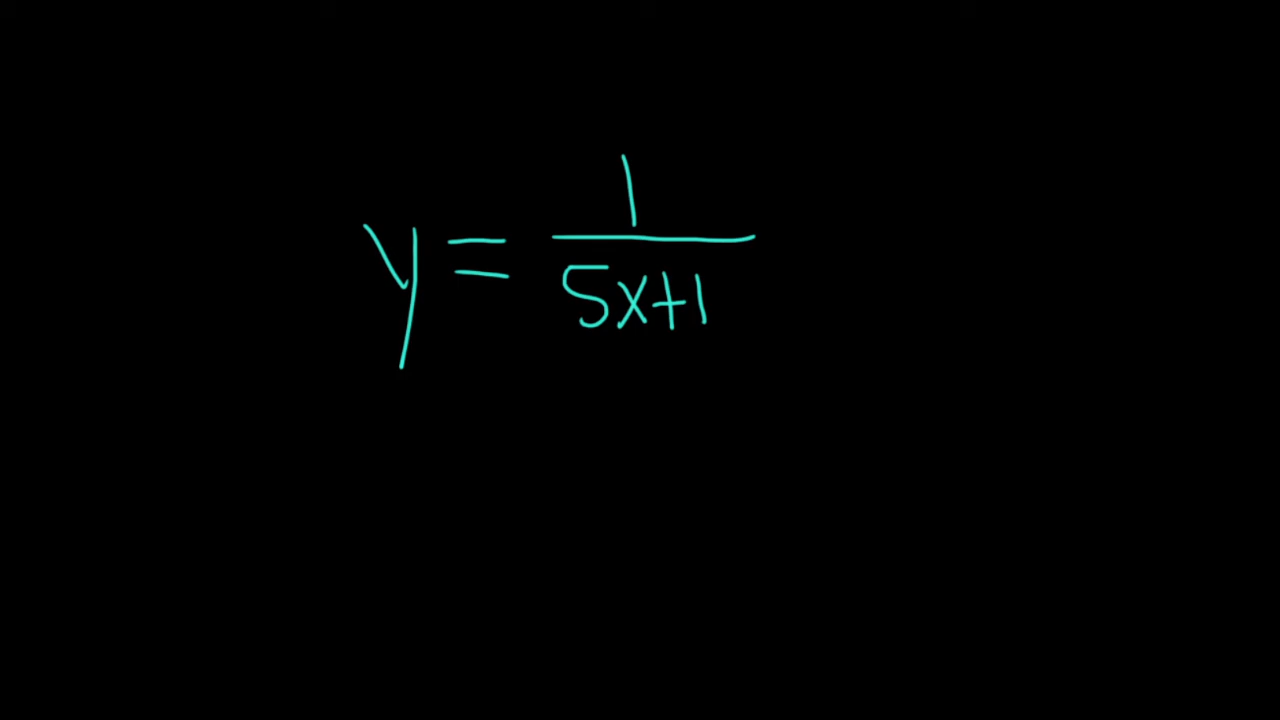 y = 1/(5x+1)